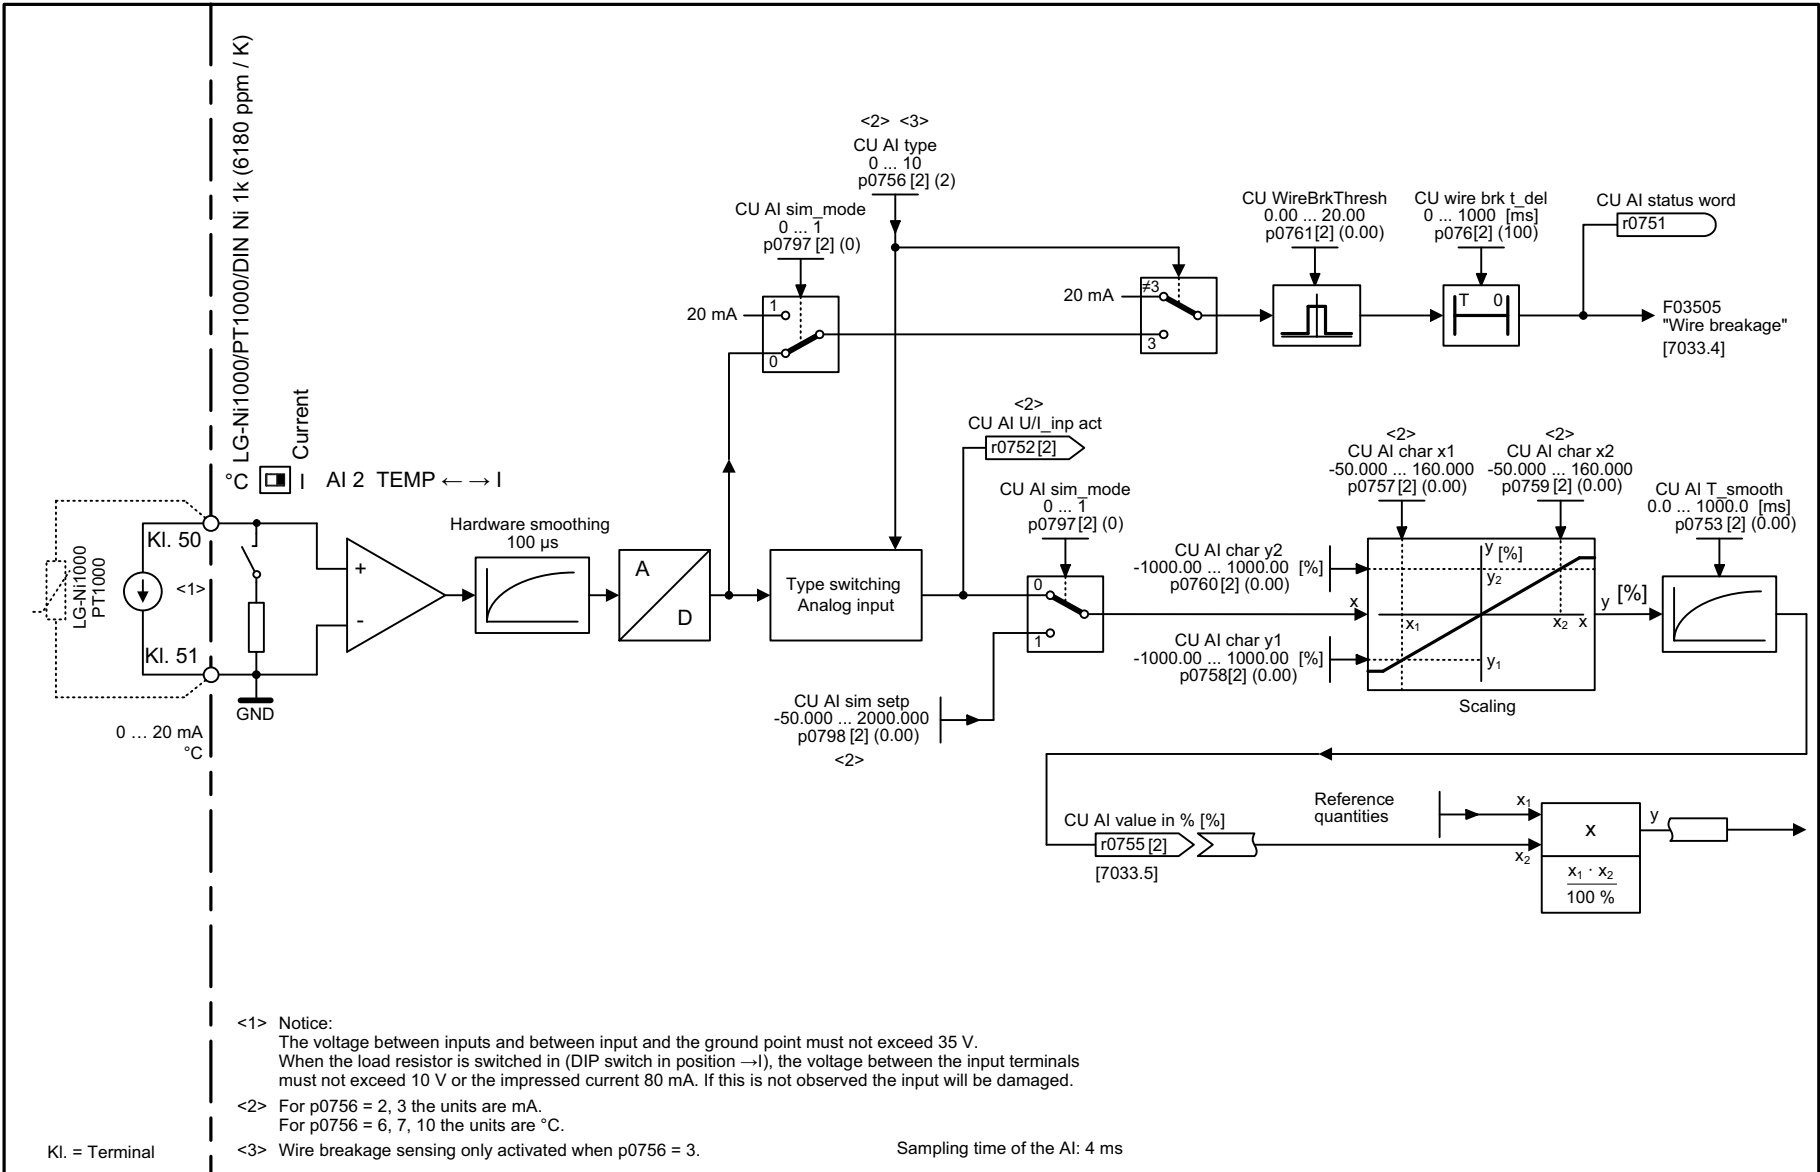 LG-Ni1000/PT1000/DIN Ni 1k (6180 ppm / K)
Current
°C I AI 2 TEMP ← → I
<2> <3>
CU AI type
0 ... 10
p0756 [2] (2)
CU AI sim_mode
0 ... 1
p0797 [2] (0)
20 mA
1
0
20 mA
≠3
3
CU WireBrkThresh
0.00 ... 20.00
p0761[2] (0.00)
CU wire brk t_del
0 ... 1000 [ms]
p076[2] (100)
T 0
CU AI status word
r0751
F03505
"Wire breakage"
[7033.4]
LG-Ni1000
PT1000
Kl. 50
<1>
Kl. 51
GND
0 … 20 mA
°C
+
-
Hardware smoothing
100 µs
A
D
Type switching
Analog input
<2>
CU AI U/I_inp act
r0752[2]
CU AI sim_mode
0 ... 1
p0797[2] (0)
0
1
CU AI sim setp
-50.000 ... 2000.000
p0798 [2] (0.00)
<2>
CU AI char y2
-1000.00 ... 1000.00 [%]
p0760[2] (0.00)
x
CU AI char y1
-1000.00 ... 1000.00 [%]
p0758[2] (0.00)
<2>
CU AI char x1
-50.000 ... 160.000
p0757[2] (0.00)
<2>
CU AI char x2
-50.000 ... 160.000
p0759 [2] (0.00)
y [%]
y2
x1
x2 x
y1
Scaling
y [%]
CU AI T_smooth
0.0 ... 1000.0 [ms]
p0753 [2] (0.00)
CU AI value in % [%]
r0755 [2]
[7033.5]
Reference
quantities
x1
x2
x
x1 · x2
100 %
y
<1> Notice:
The voltage between inputs and between input and the ground point must not exceed 35 V.
When the load resistor is switched in (DIP switch in position →I), the voltage between the input terminals
must not exceed 10 V or the impressed current 80 mA. If this is not observed the input will be damaged.
<2> For p0756 = 2, 3 the units are mA.
For p0756 = 6, 7, 10 the units are °C.
<3> Wire breakage sensing only activated when p0756 = 3.
Kl. = Terminal
Sampling time of the AI: 4 ms